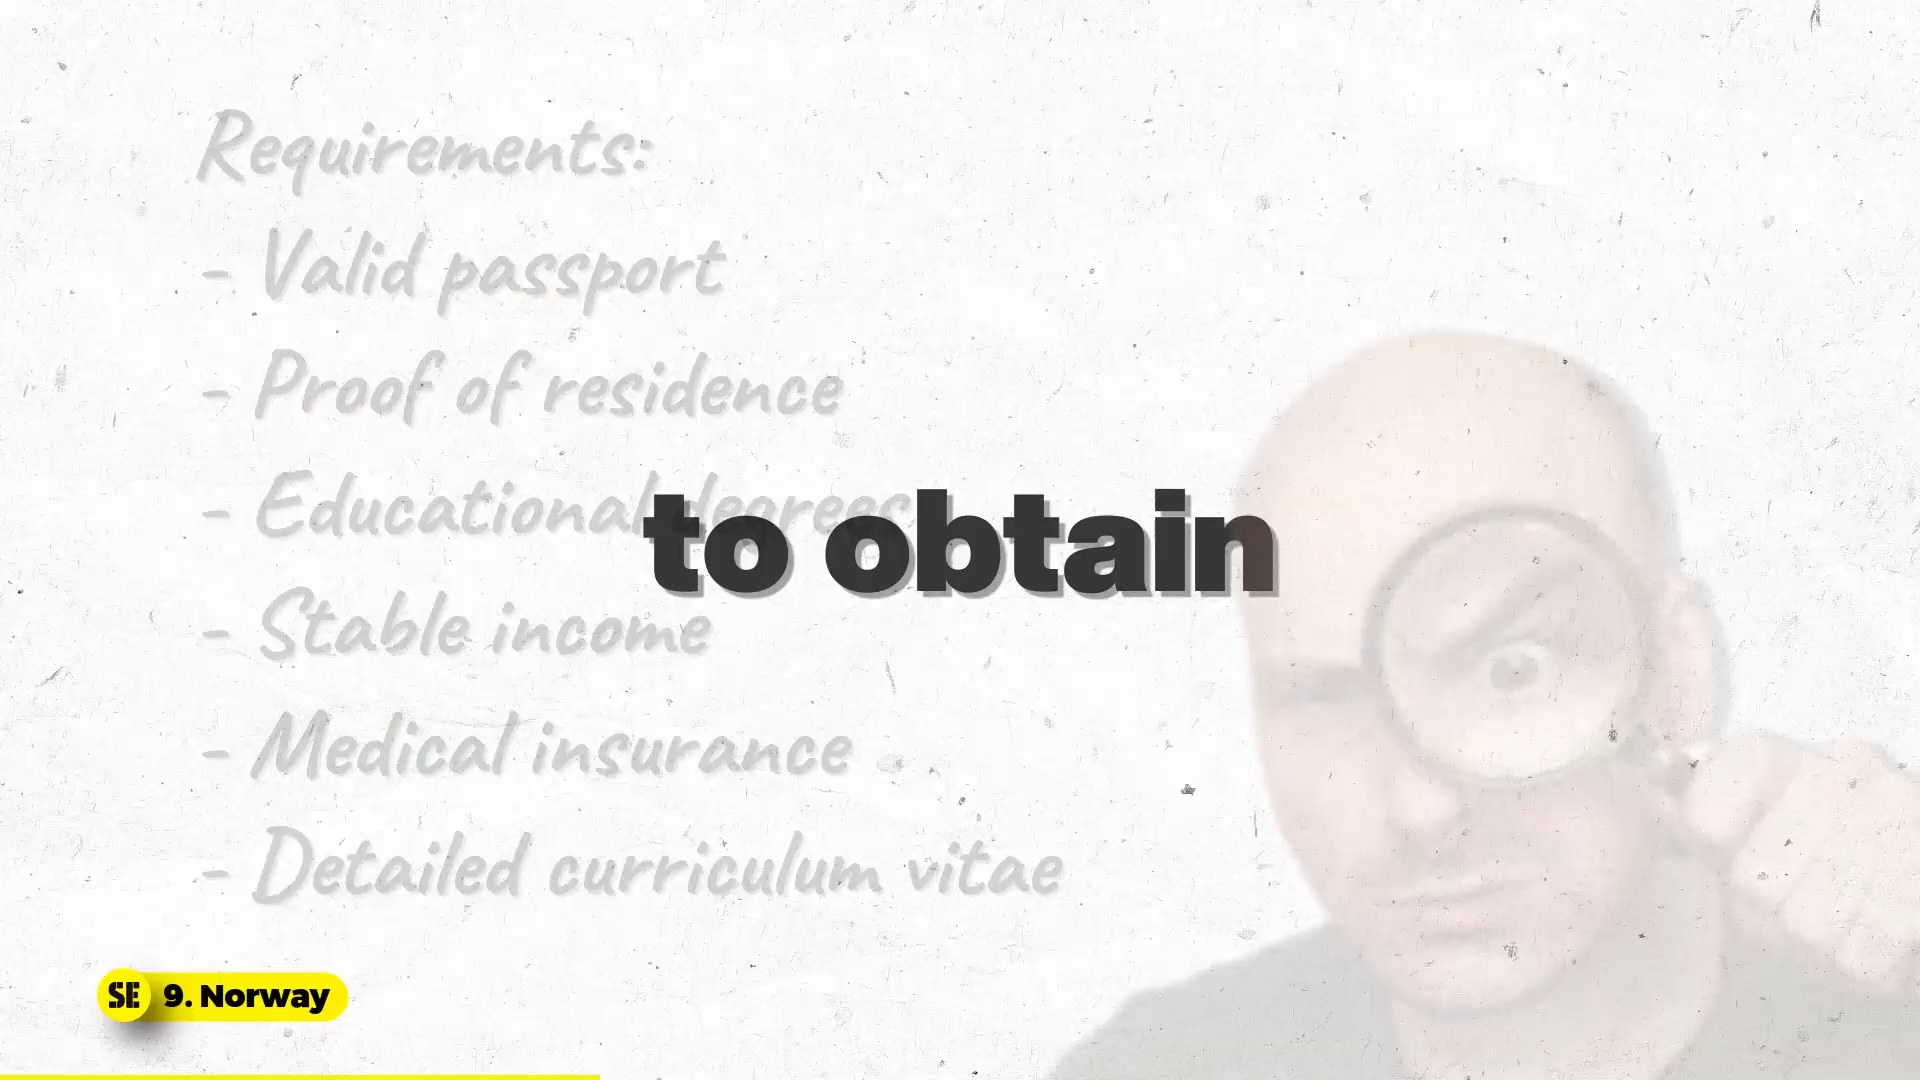 Requirements:
- Valid passport
- Proof of residence
- Educational degrees
to obtain
- Stable income
- Medical insurance
- Detailed curriculum vitae
SE 9. Norway